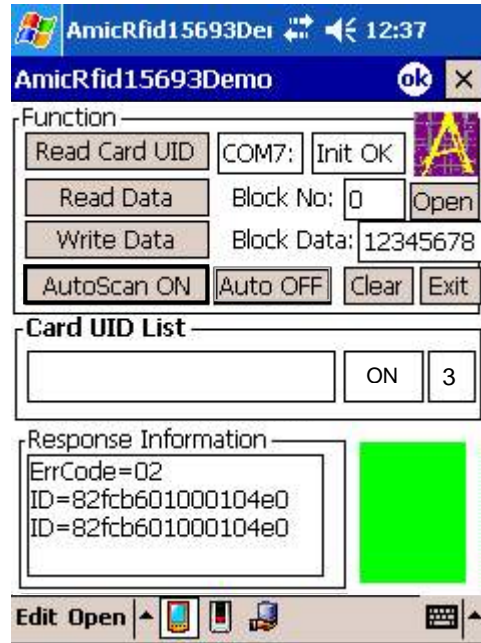 AmicRfid15693Dei 12:37
AmicRfid15693Demo ok
Function
Read Card UID COM7: Init OK
Read Data Block No: 0 Open
Write Data Block Data: 12345678
AutoScan ON Auto OFF Clear Exit
Card UID List
ON 3
Response Information
ErrCode=02
ID=82fcb601000104e0
ID=82fcb601000104e0
Edit Open